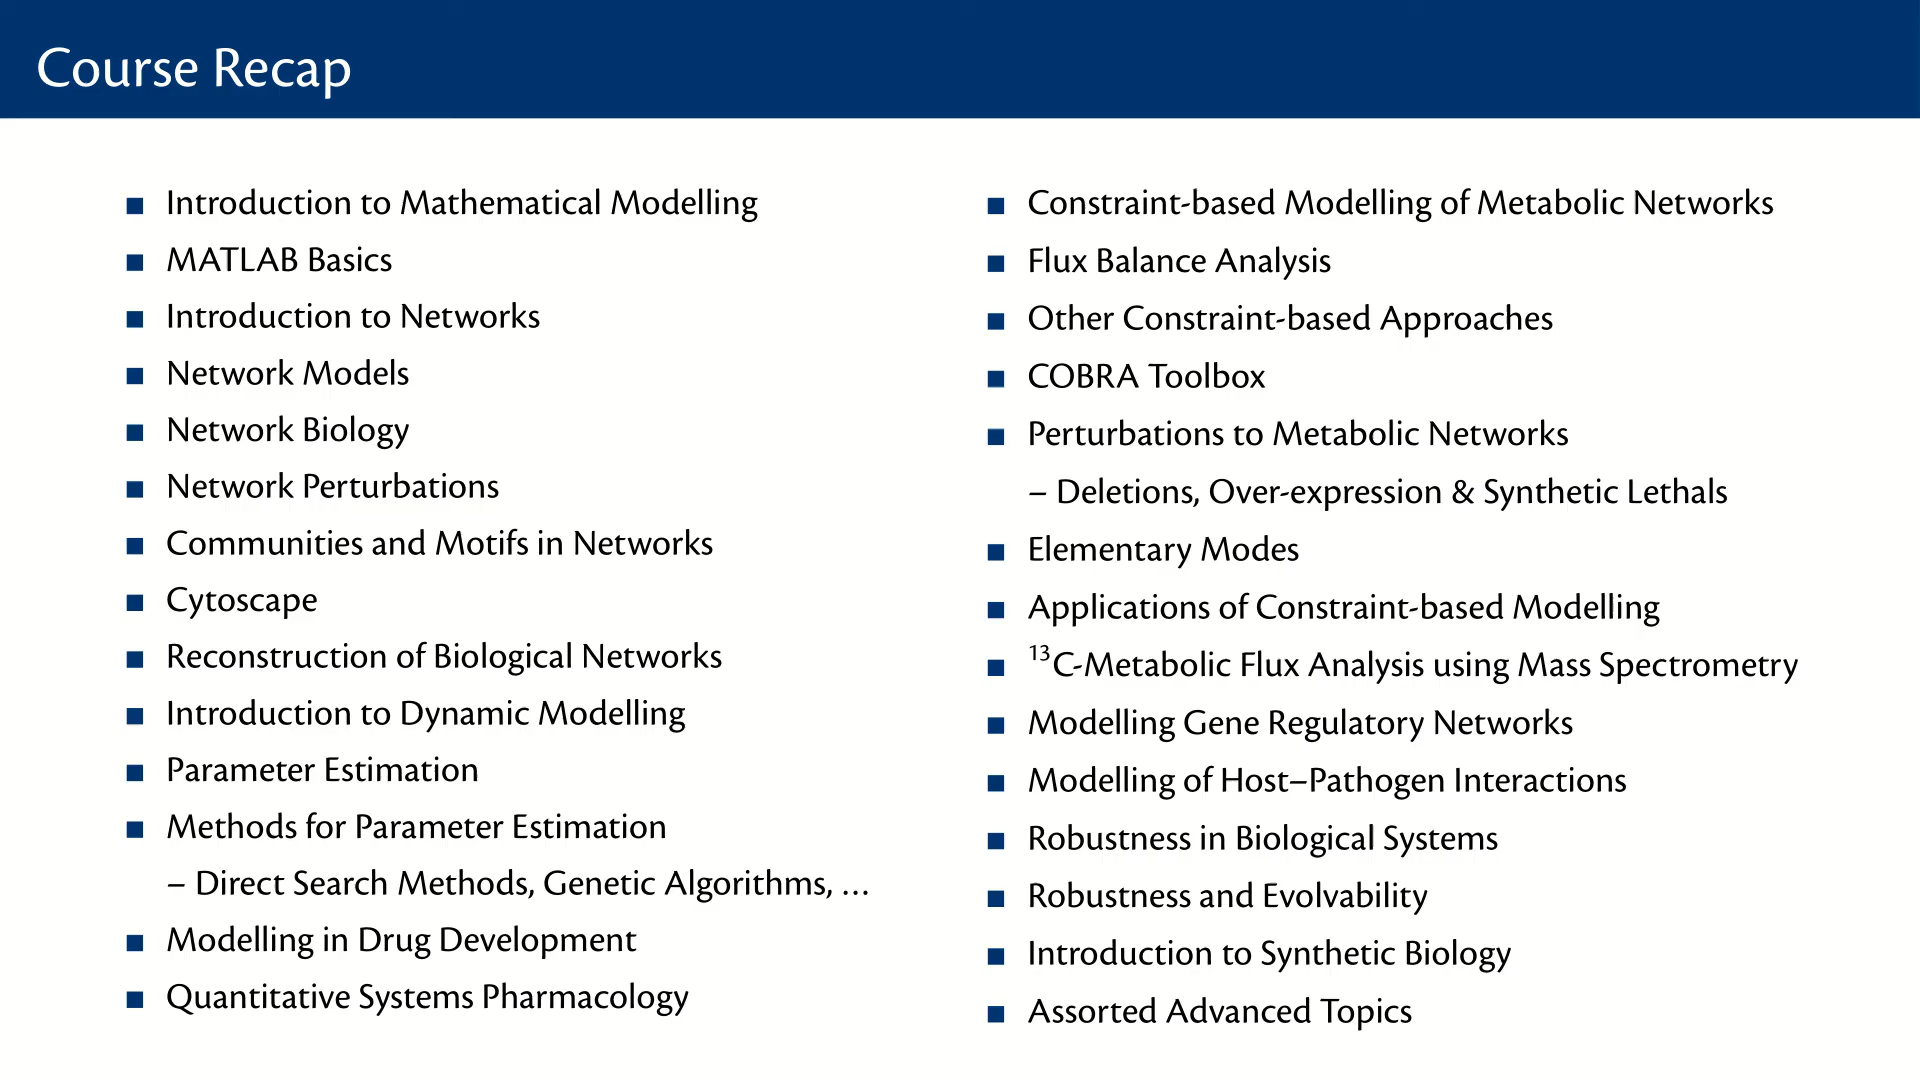 Course Recap
■ Introduction to Mathematical Modelling
■ MATLAB Basics
■ Introduction to Networks
■ Network Models
■ Network Biology
■ Network Perturbations
■ Communities and Motifs in Networks
■ Cytoscape
■ Reconstruction of Biological Networks
■ Introduction to Dynamic Modelling
■ Parameter Estimation
■ Methods for Parameter Estimation
– Direct Search Methods, Genetic Algorithms, ...
■ Modelling in Drug Development
■ Quantitative Systems Pharmacology
■ Constraint-based Modelling of Metabolic Networks
■ Flux Balance Analysis
■ Other Constraint-based Approaches
■ COBRA Toolbox
■ Perturbations to Metabolic Networks
– Deletions, Over-expression & Synthetic Lethals
■ Elementary Modes
■ Applications of Constraint-based Modelling
■ ¹³C-Metabolic Flux Analysis using Mass Spectrometry
■ Modelling Gene Regulatory Networks
■ Modelling of Host–Pathogen Interactions
■ Robustness in Biological Systems
■ Robustness and Evolvability
■ Introduction to Synthetic Biology
■ Assorted Advanced Topics